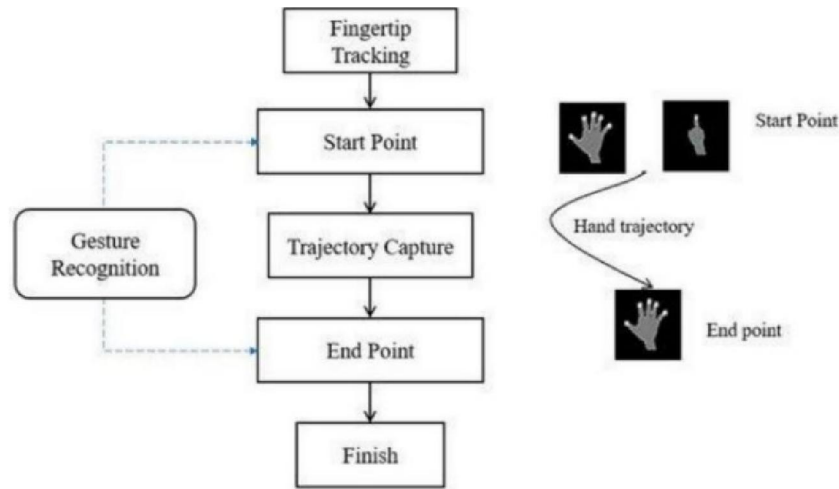 Fingertip
Tracking
Start Point
Start Point
Gesture
Recognition
Trajectory Capture
Hand trajectory
End Point
End point
Finish